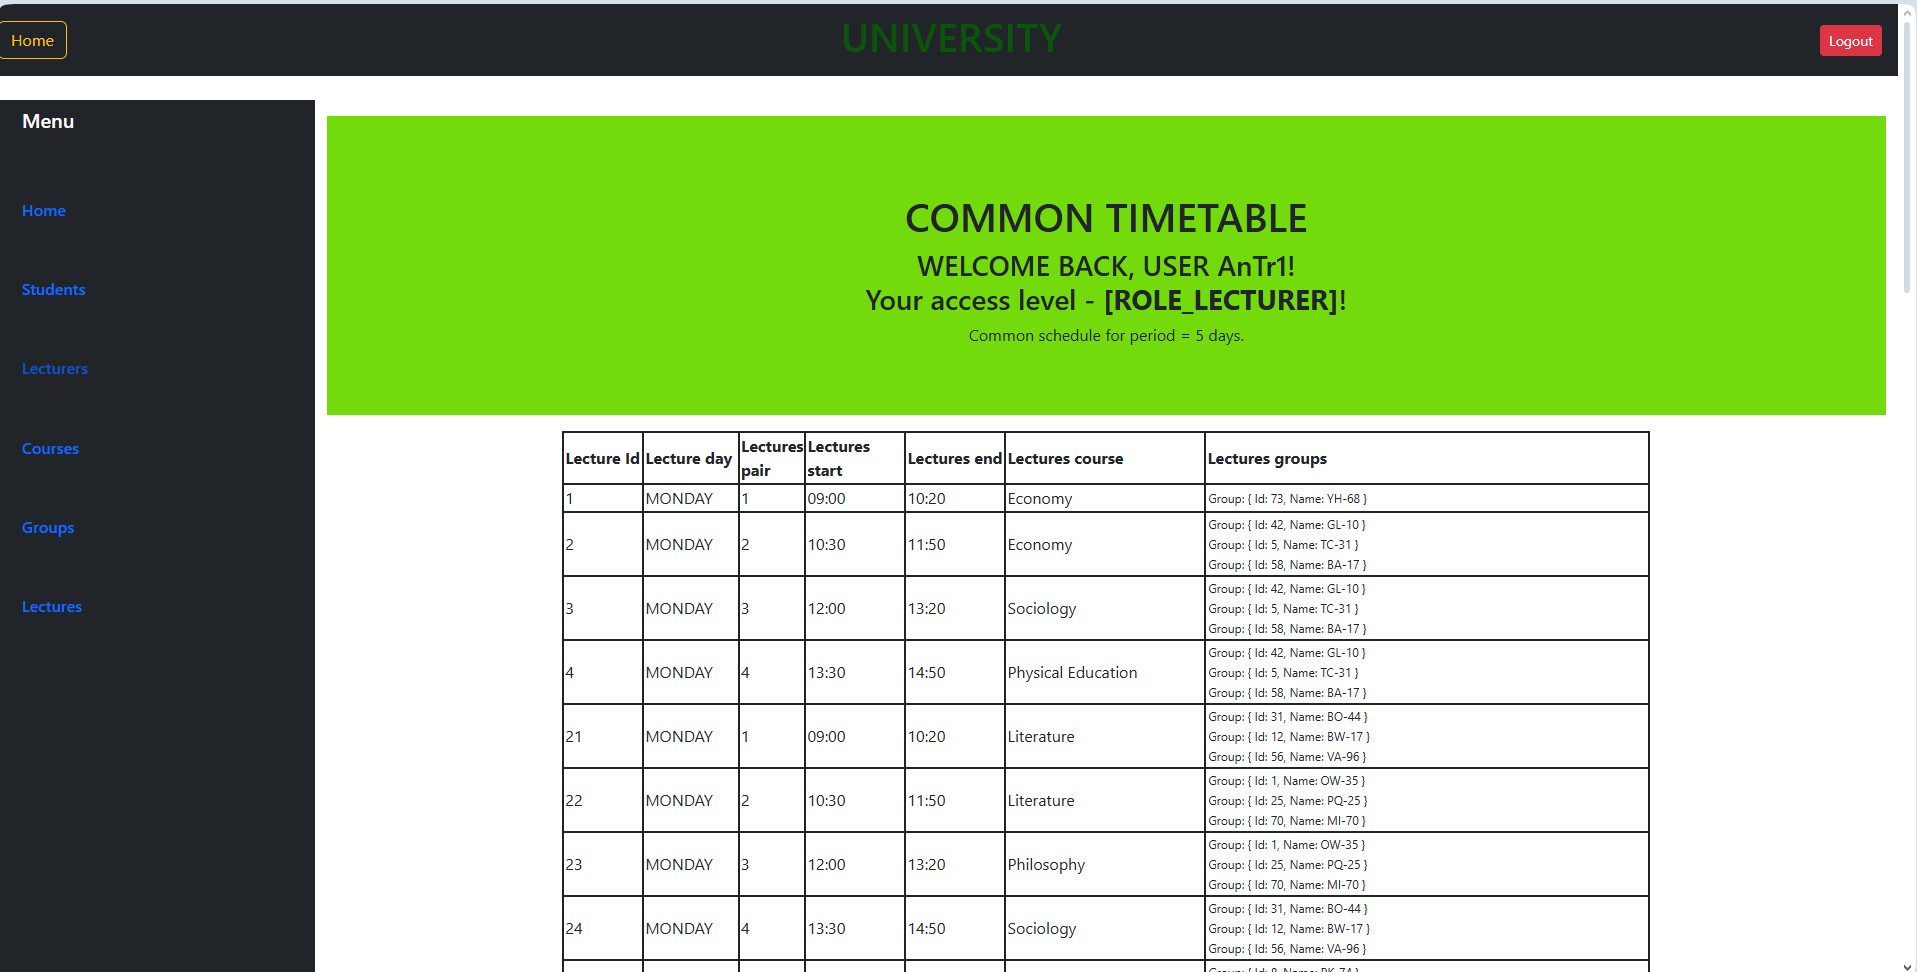 Home
UNIVERSITY
Logout
Menu
Home
Students
Lecturers
Courses
Groups
Lectures
COMMON TIMETABLE
WELCOME BACK, USER AnTr1!
Your access level - [ROLE_LECTURER]!
Common schedule for period = 5 days.
Lecture Id Lecture day Lectures pair Lectures start Lectures end Lectures course Lectures groups
1 MONDAY 1 09:00 10:20 Economy Group: { Id: 73, Name: YH-68 }
2 MONDAY 2 10:30 11:50 Economy Group: { Id: 42, Name: GL-10 }
Group: { Id: 5, Name: TC-31 }
Group: { Id: 58, Name: BA-17 }
3 MONDAY 3 12:00 13:20 Sociology Group: { Id: 42, Name: GL-10 }
Group: { Id: 5, Name: TC-31 }
Group: { Id: 58, Name: BA-17 }
4 MONDAY 4 13:30 14:50 Physical Education Group: { Id: 42, Name: GL-10 }
Group: { Id: 5, Name: TC-31 }
Group: { Id: 58, Name: BA-17 }
21 MONDAY 1 09:00 10:20 Literature Group: { Id: 31, Name: BO-44 }
Group: { Id: 12, Name: BW-17 }
Group: { Id: 56, Name: VA-96 }
22 MONDAY 2 10:30 11:50 Literature Group: { Id: 1, Name: OW-35 }
Group: { Id: 25, Name: PQ-25 }
Group: { Id: 70, Name: MI-70 }
23 MONDAY 3 12:00 13:20 Philosophy Group: { Id: 1, Name: OW-35 }
Group: { Id: 25, Name: PQ-25 }
Group: { Id: 70, Name: MI-70 }
24 MONDAY 4 13:30 14:50 Sociology Group: { Id: 31, Name: BO-44 }
Group: { Id: 12, Name: BW-17 }
Group: { Id: 56, Name: VA-96 }